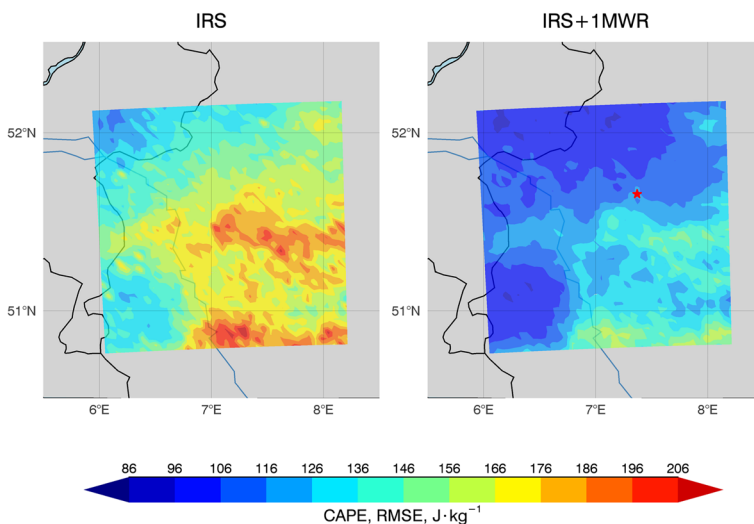 IRS
IRS+1MWR
52°N
52°N
51°N
51°N
6°E 7°E 8°E
6°E 7°E 8°E
86 96 106 116 126 136 146 156 166 176 186 196 206
CAPE, RMSE, J·kg⁻¹